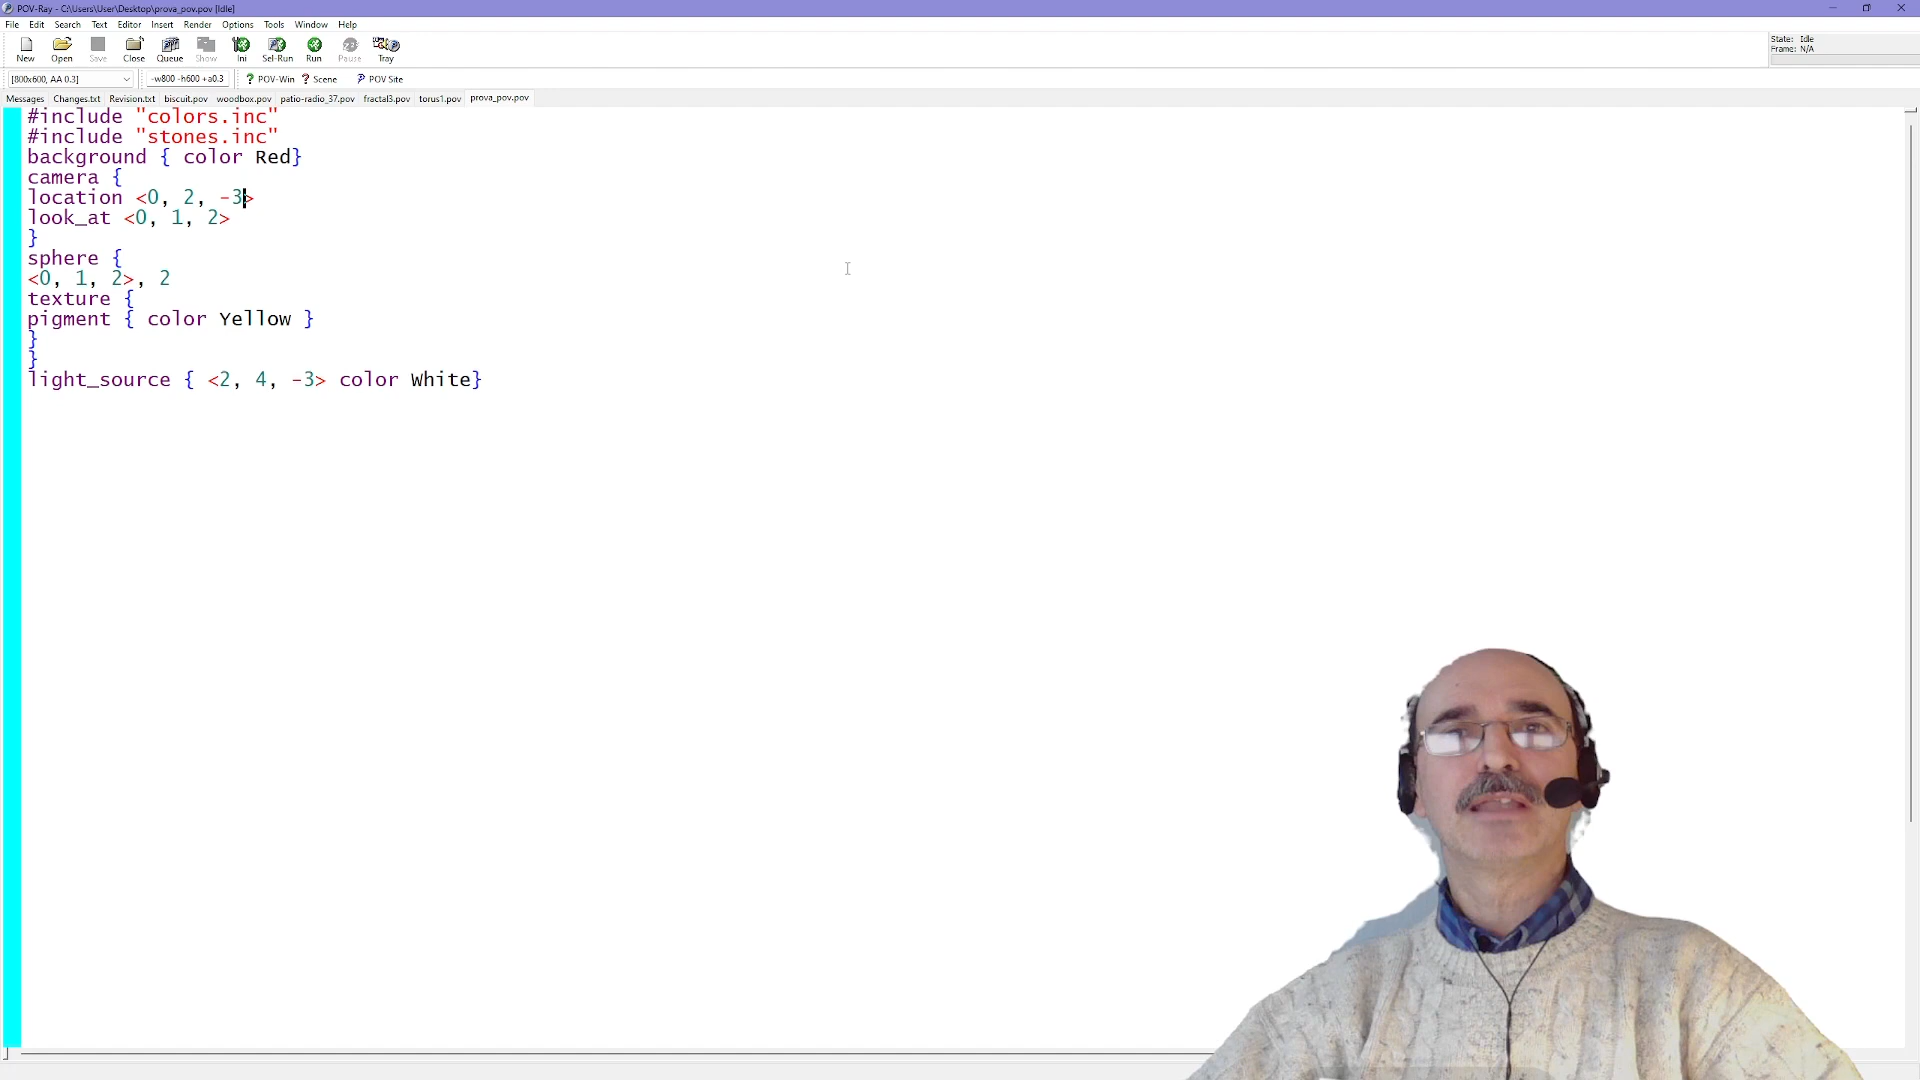 POV-Ray - C:\Users\User\Desktop\prova_pov.pov [Idle]
File Edit Search Text Editor Insert Render Options Tools Window Help
New Open Save Close Queue Show Ini Sel-Run Run Pause Tray
State: Idle
Frame: N/A
[800x600, AA 0.3] -w800 -h600 +a0.3 ? POV-Win ? Scene POV Site
Messages Changes.txt Revision.txt biscuit.pov woodbox.pov patio-radio_37.pov fractal3.pov torus1.pov prova_pov.pov
#include "colors.inc"
#include "stones.inc"
background { color Red}
camera {
location <0, 2, -3>
look_at <0, 1, 2>
}
sphere {
<0, 1, 2>, 2
texture {
pigment { color Yellow }
}
}
light_source { <2, 4, -3> color White}